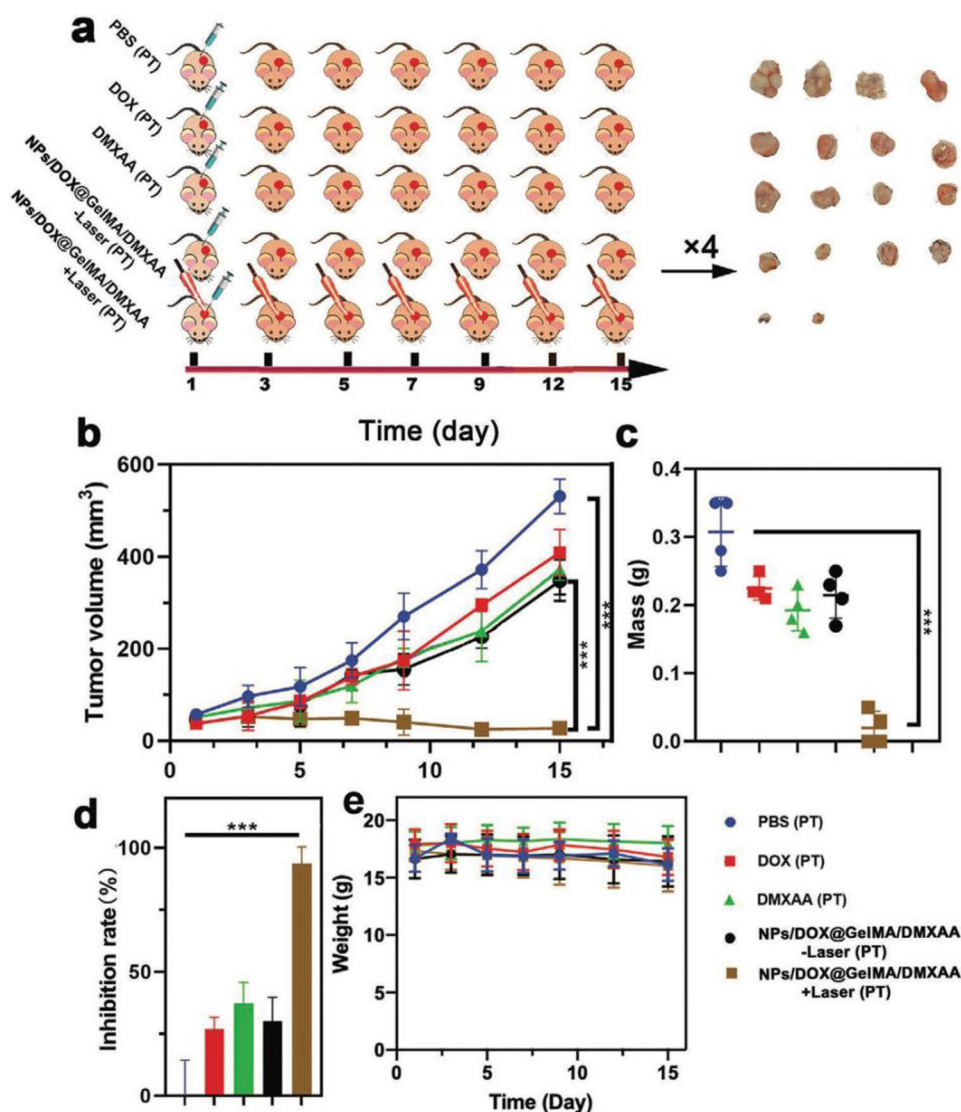 a
PBS (PT)
DOX (PT)
DMXAA (PT)
NPs/DOX@GelMA/DMXAA
-Laser (PT)
NPs/DOX@GelMA/DMXAA
+Laser (PT)
×4
1 3 5 7 9 12 15
Time (day)
b
Tumor volume (mm³)
600
400
200
0
0 5 10 15
***
***
c
Mass (g)
0.4
0.3
0.2
0.1
0.0
***
d
Inhibition rate (%)
100
50
0
***
e
Weight (g)
20
15
10
5
0
0 5 10 15
Time (Day)
PBS (PT)
DOX (PT)
DMXAA (PT)
NPs/DOX@GelMA/DMXAA
-Laser (PT)
NPs/DOX@GelMA/DMXAA
+Laser (PT)